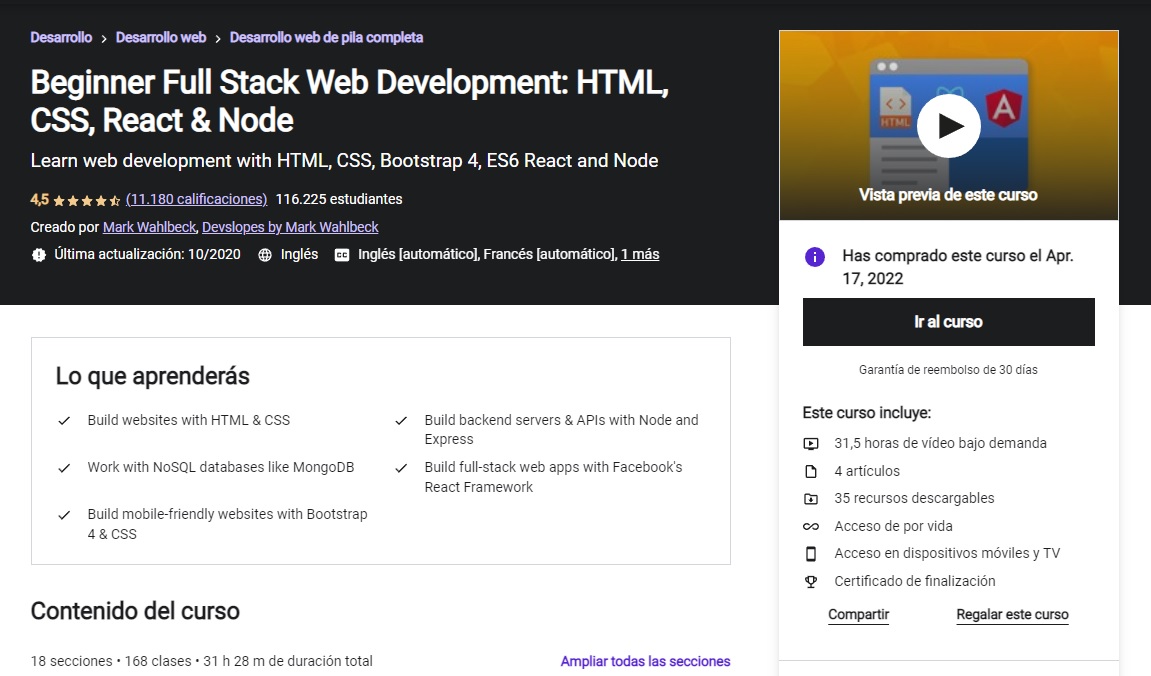 Desarrollo > Desarrollo web > Desarrollo web de pila completa
Beginner Full Stack Web Development: HTML,
CSS, React & Node
Learn web development with HTML, CSS, Bootstrap 4, ES6 React and Node
4,5 (11.180 calificaciones) 116.225 estudiantes
Creado por Mark Wahlbeck, Devslopes by Mark Wahlbeck
Última actualización: 10/2020 Inglés CC Inglés [automático], Francés [automático], 1 más
HTML
A
Vista previa de este curso
Has comprado este curso el Apr.
17, 2022
Ir al curso
Garantía de reembolso de 30 días
Este curso incluye:
31,5 horas de vídeo bajo demanda
4 artículos
35 recursos descargables
Acceso de por vida
Acceso en dispositivos móviles y TV
Certificado de finalización
Compartir Regalar este curso
Lo que aprenderás
Build websites with HTML & CSS
Build backend servers & APIs with Node and
Express
Work with NoSQL databases like MongoDB
Build full-stack web apps with Facebook's
React Framework
Build mobile-friendly websites with Bootstrap
4 & CSS
Contenido del curso
18 secciones • 168 clases • 31 h 28 m de duración total
Ampliar todas las secciones